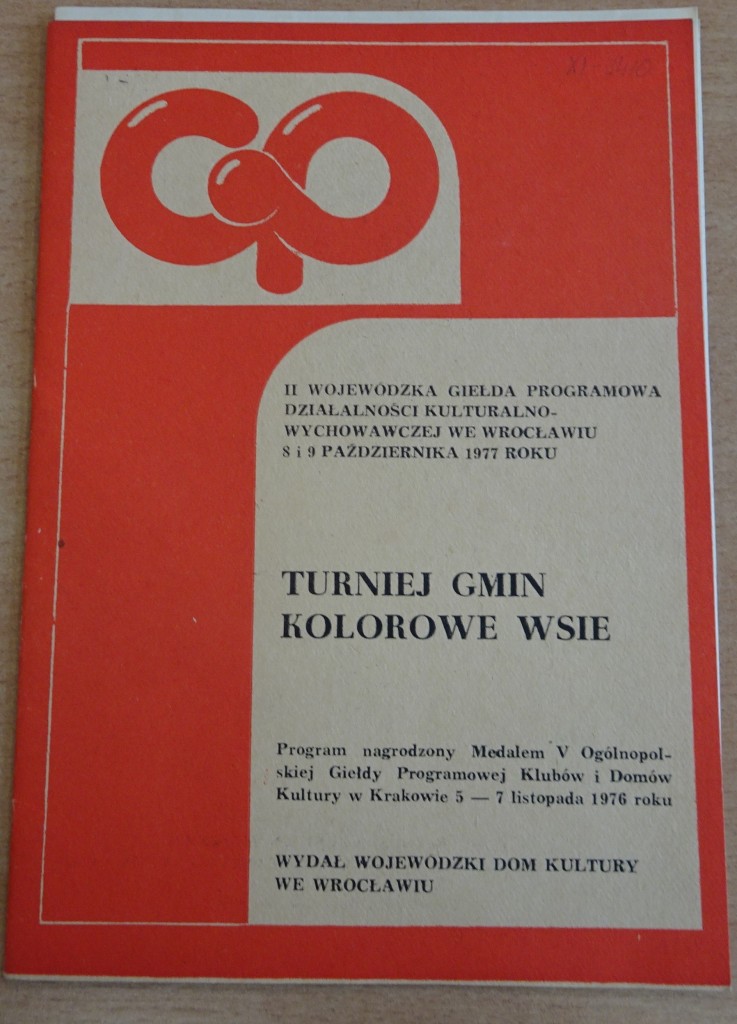 XI-3410
II WOJEWÓDZKA GIEŁDA PROGRAMOWA
DZIAŁALNOŚCI KULTURALNO-
WYCHOWAWCZEJ WE WROCŁAWIU
8 i 9 PAŹDZIERNIKA 1977 ROKU
TURNIEJ GMIN
KOLOROWE WSIE
Program nagrodzony Medalem V Ogólnopol-
skiej Giełdy Programowej Klubów i Domów
Kultury w Krakowie 5 — 7 listopada 1976 roku
WYDAŁ WOJEWÓDZKI DOM KULTURY
WE WROCŁAWIU